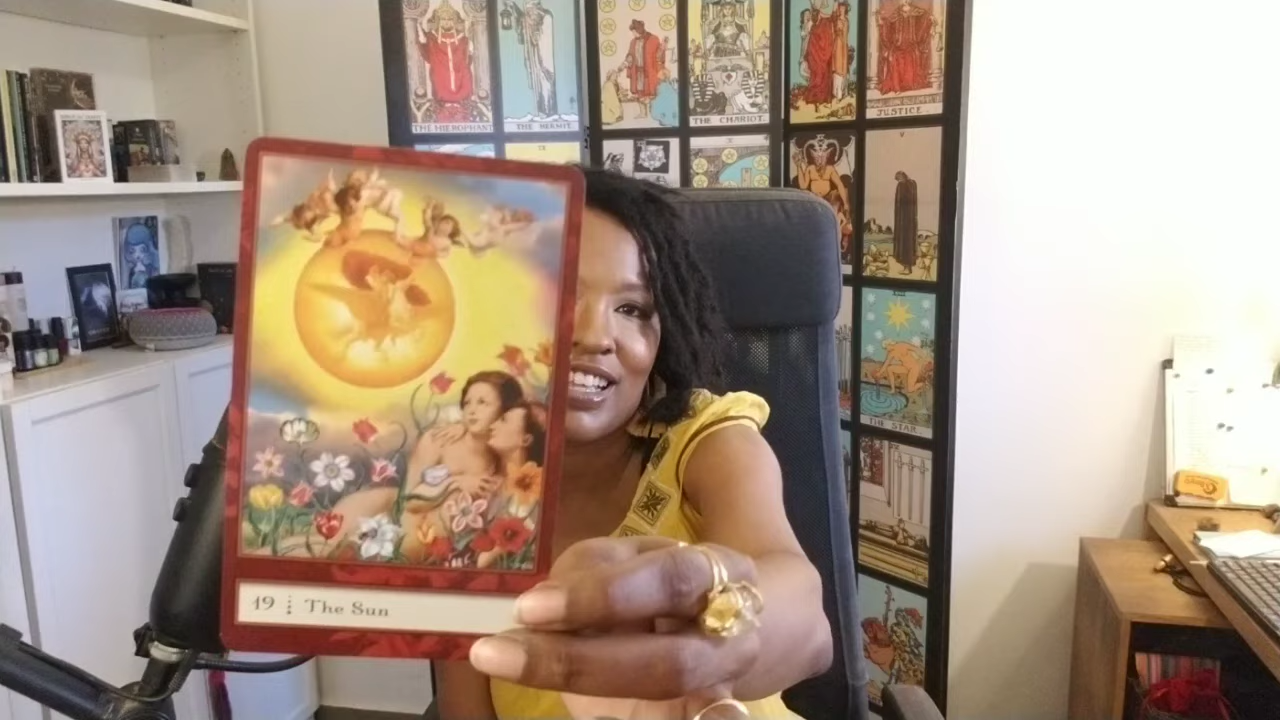 THE HIEROPHANT
THE HERMIT.
THE CHARIOT.
JUSTICE.
V
X
THE STAR.
19 The Sun